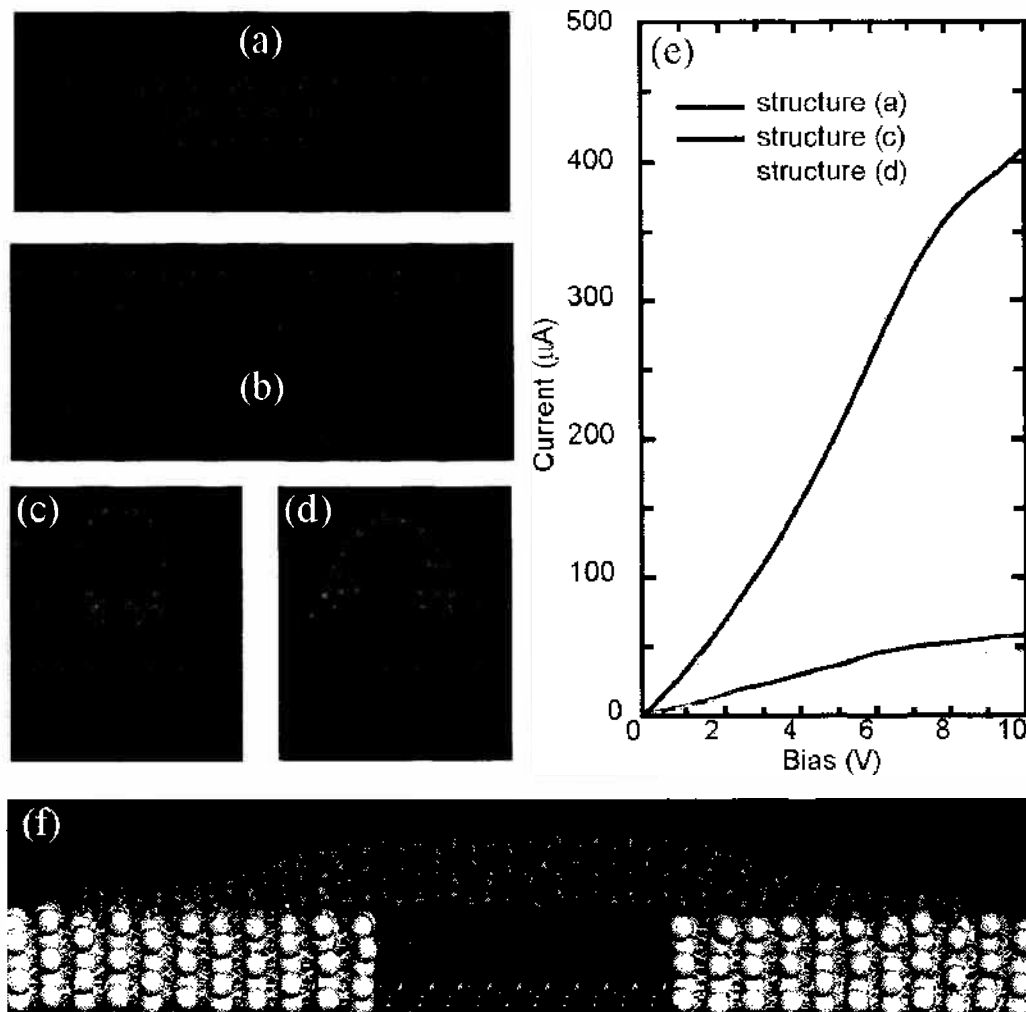 (a)
(b)
(c)
(d)
(e)
structure (a)
structure (c)
structure (d)
500
400
300
200
100
0
Current (µA)
0 2 4 6 8 10
Bias (V)
(f)